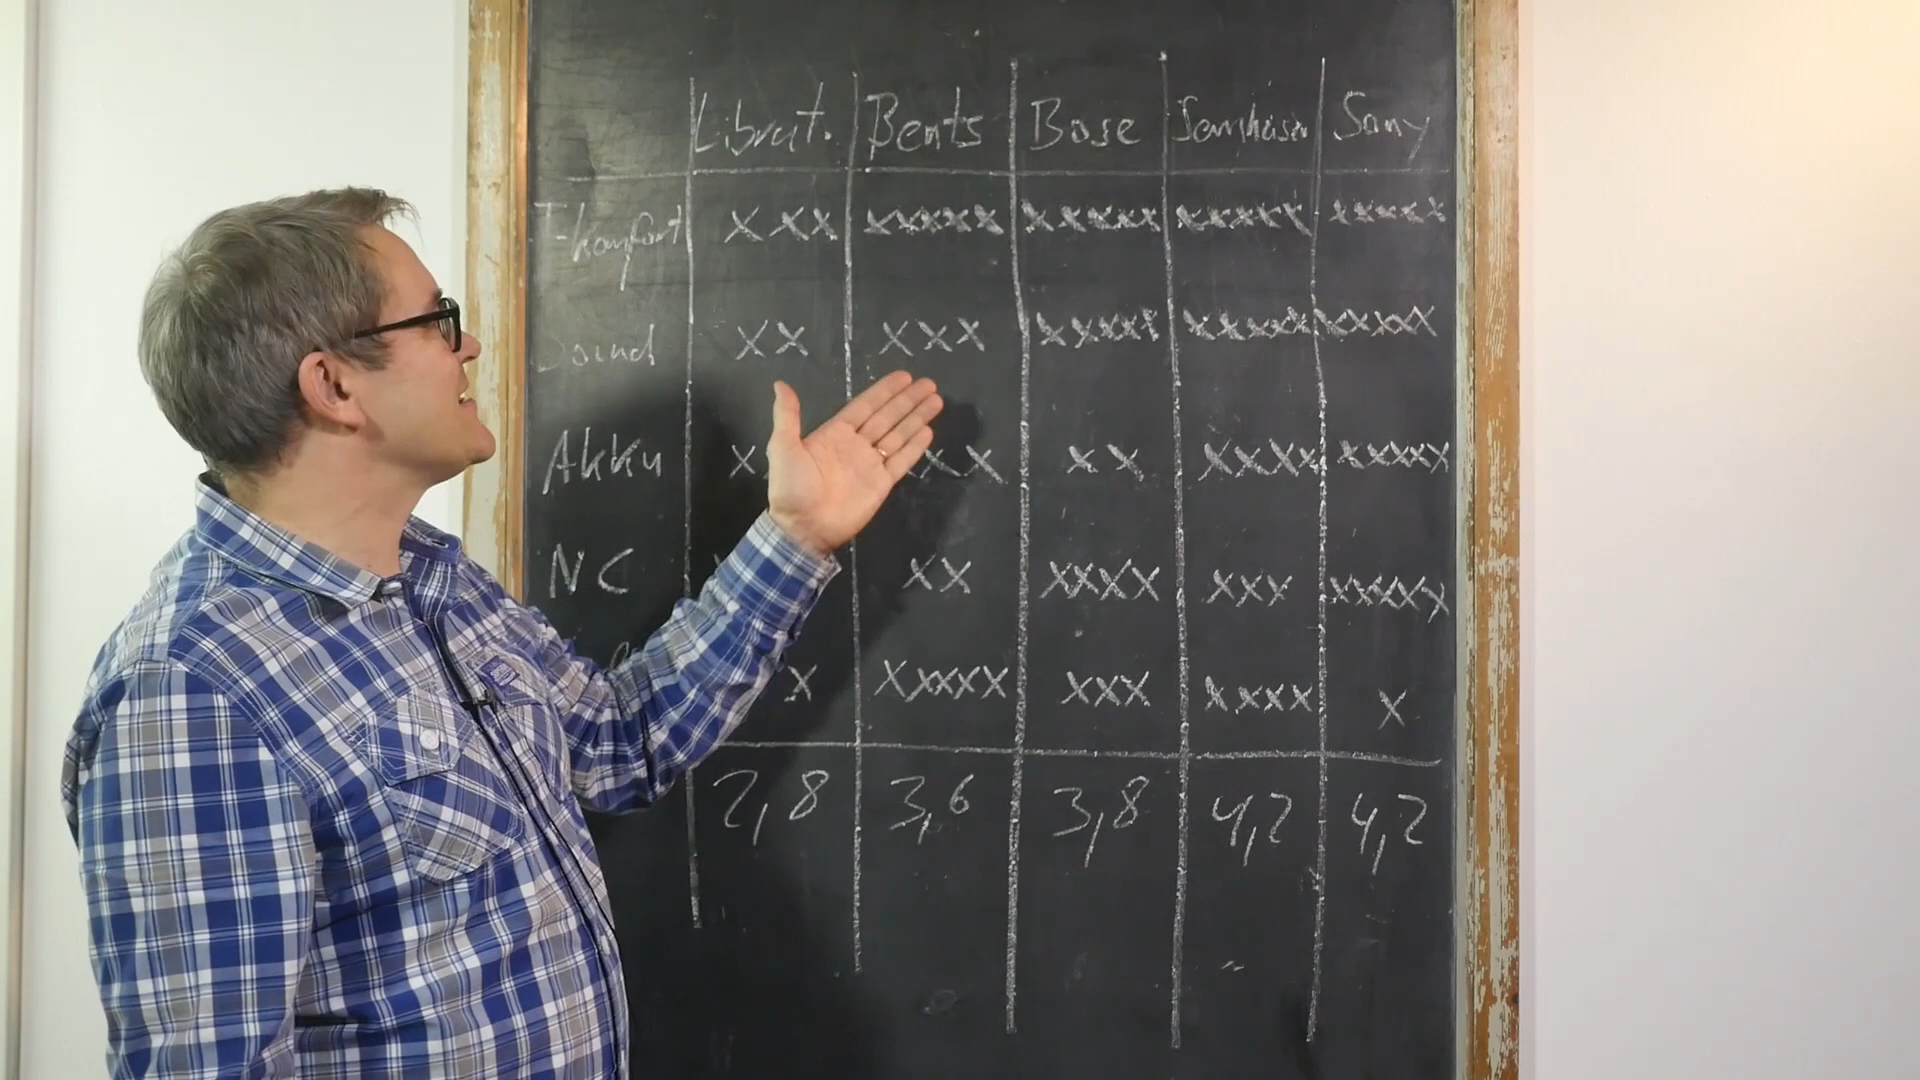 Librat. Beats Bose Sennheiser Sony
T-komfort XXX XXXXX XXXXX XXXXX XXXXX
Sound XX XXX XXXXX XXXXX XXXXX
Akku XX XX XXXX XXXXX
NC XX XXXX XXX XXXXX
X XXXXX XXX XXXX X
2,8 3,6 3,8 4,2 4,2